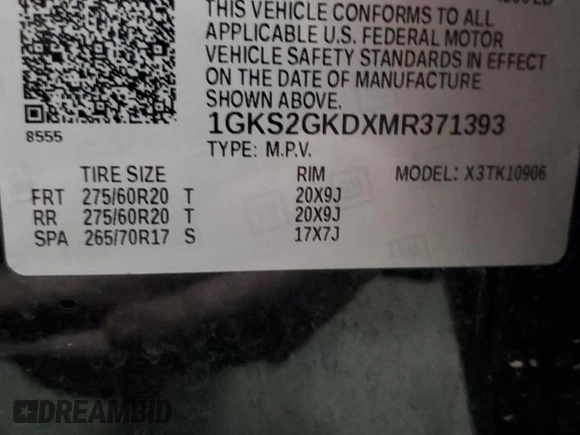 THIS VEHICLE CONFORMS TO ALL
APPLICABLE U.S. FEDERAL MOTOR
VEHICLE SAFETY STANDARDS IN EFFECT
ON THE DATE OF MANUFACTURE
SHOWN ABOVE.
8555
1GKS2GKDXMR371393
TYPE: M.P.V.
TIRE SIZE RIM MODEL: X3TK10906
FRT 275/60R20 T 20X9J
RR 275/60R20 T 20X9J
SPA 265/70R17 S 17X7J
DREAMBID